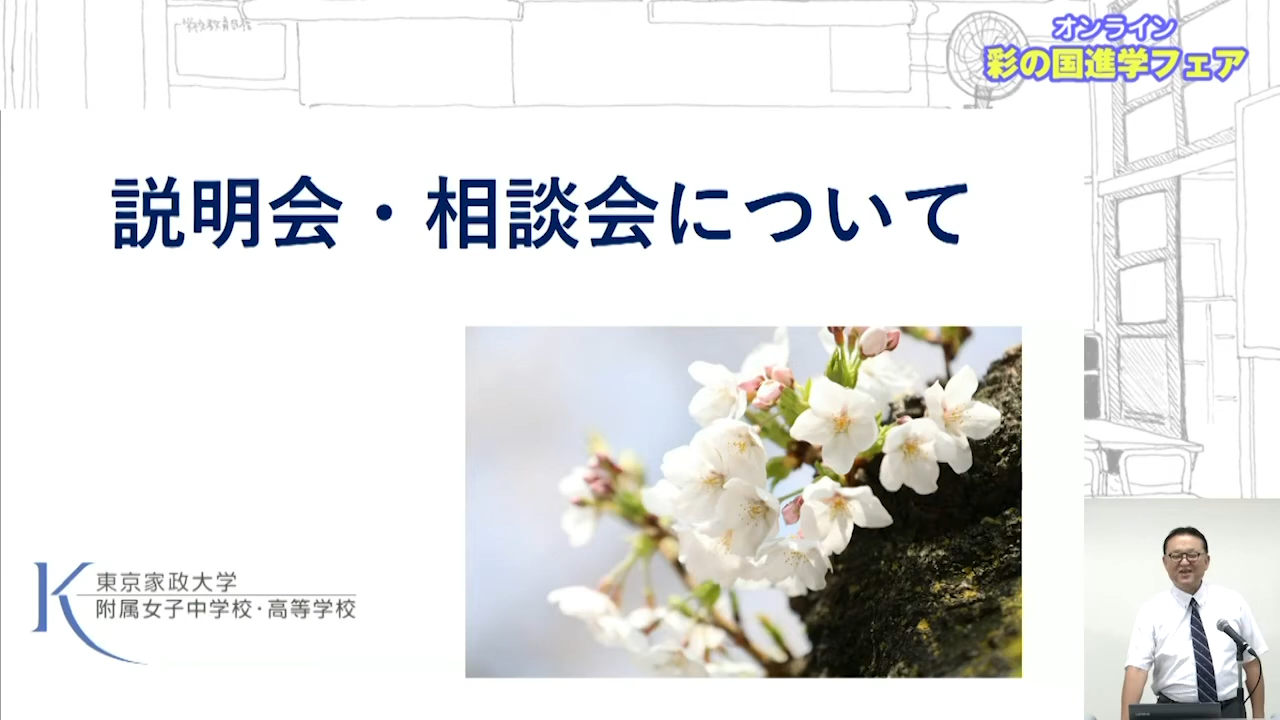 オンライン
彩の国進学フェア
説明会・相談会について
東京家政大学
附属女子中学校・高等学校